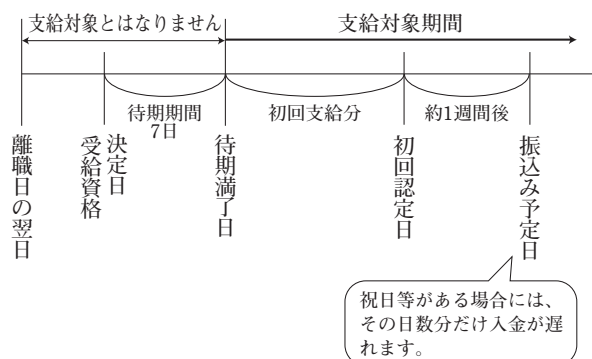 支給対象とはなりません
支給対象期間
待期期間
7日
初回支給分
約1週間後
離職日の翌日
受給資格
決定日
待期満了日
初回認定日
振込み予定日
祝日等がある場合には、
その日数分だけ入金が遅
れます。